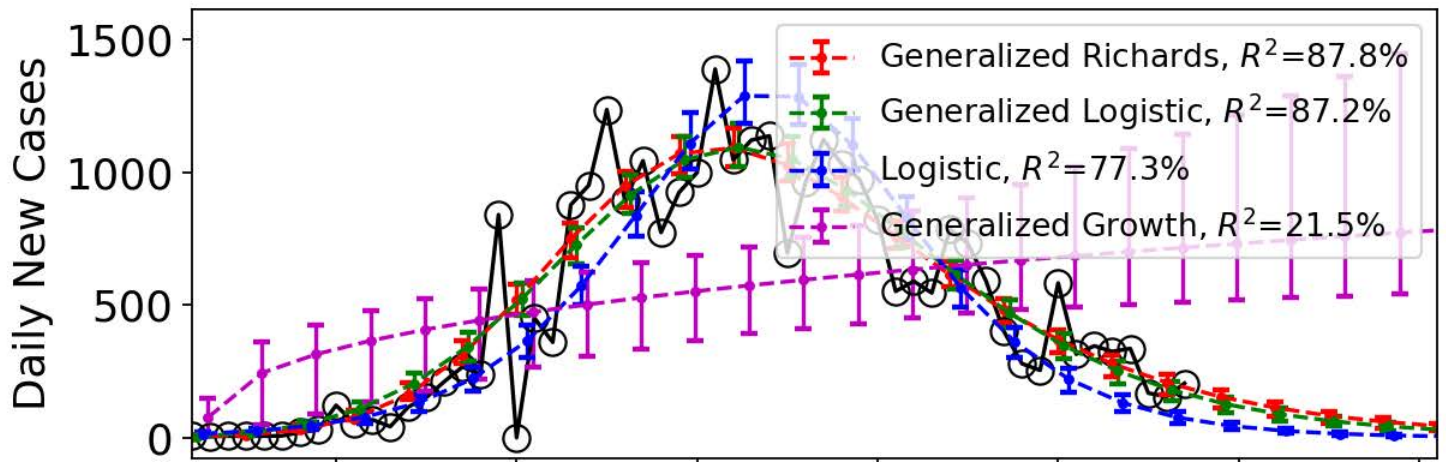 Daily New Cases
1500
1000
500
0
Generalized Richards, R²=87.8%
Generalized Logistic, R²=87.2%
Logistic, R²=77.3%
Generalized Growth, R²=21.5%